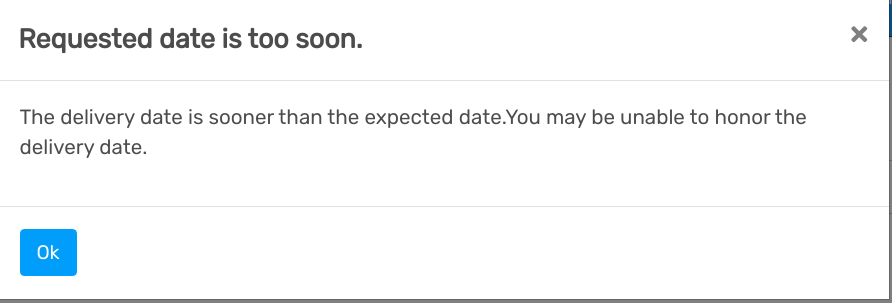 Requested date is too soon.
The delivery date is sooner than the expected date.You may be unable to honor the
delivery date.
Ok